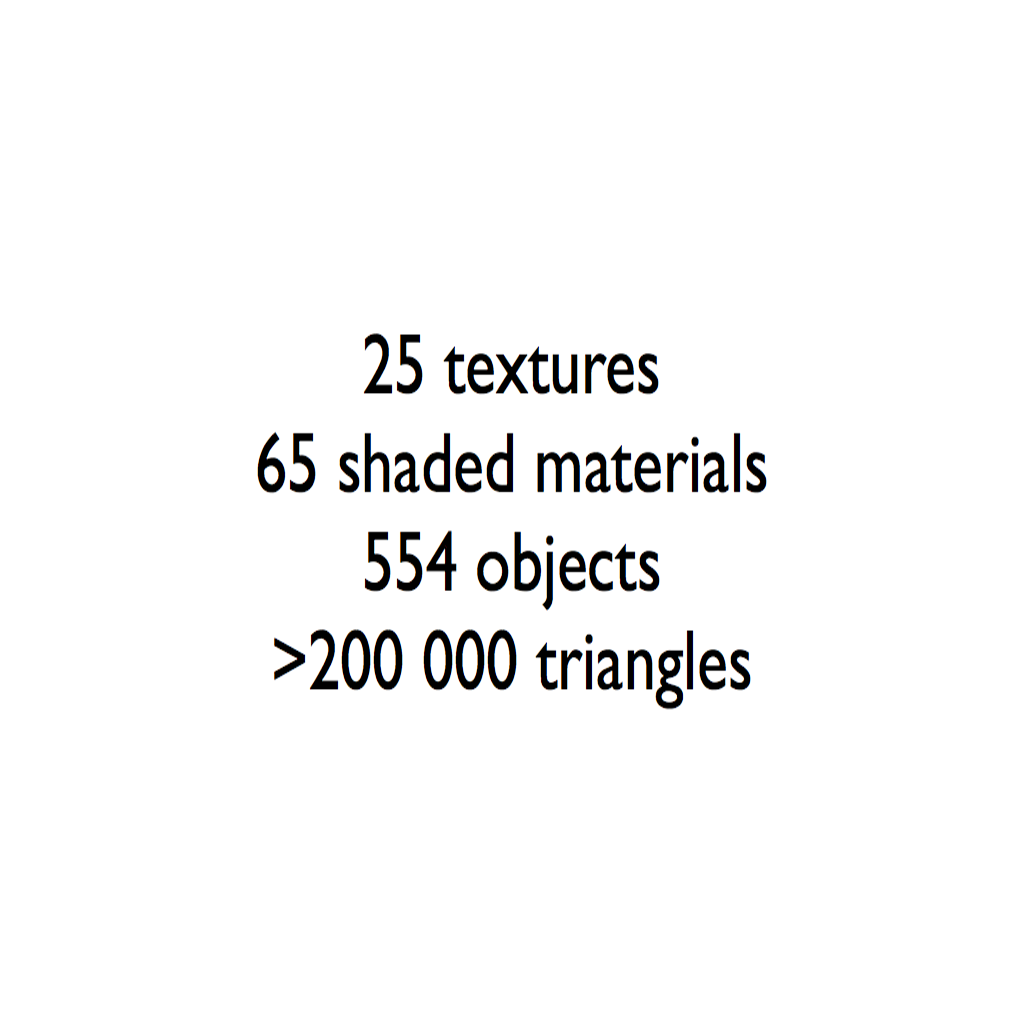 25 textures
65 shaded materials
554 objects
>200 000 triangles